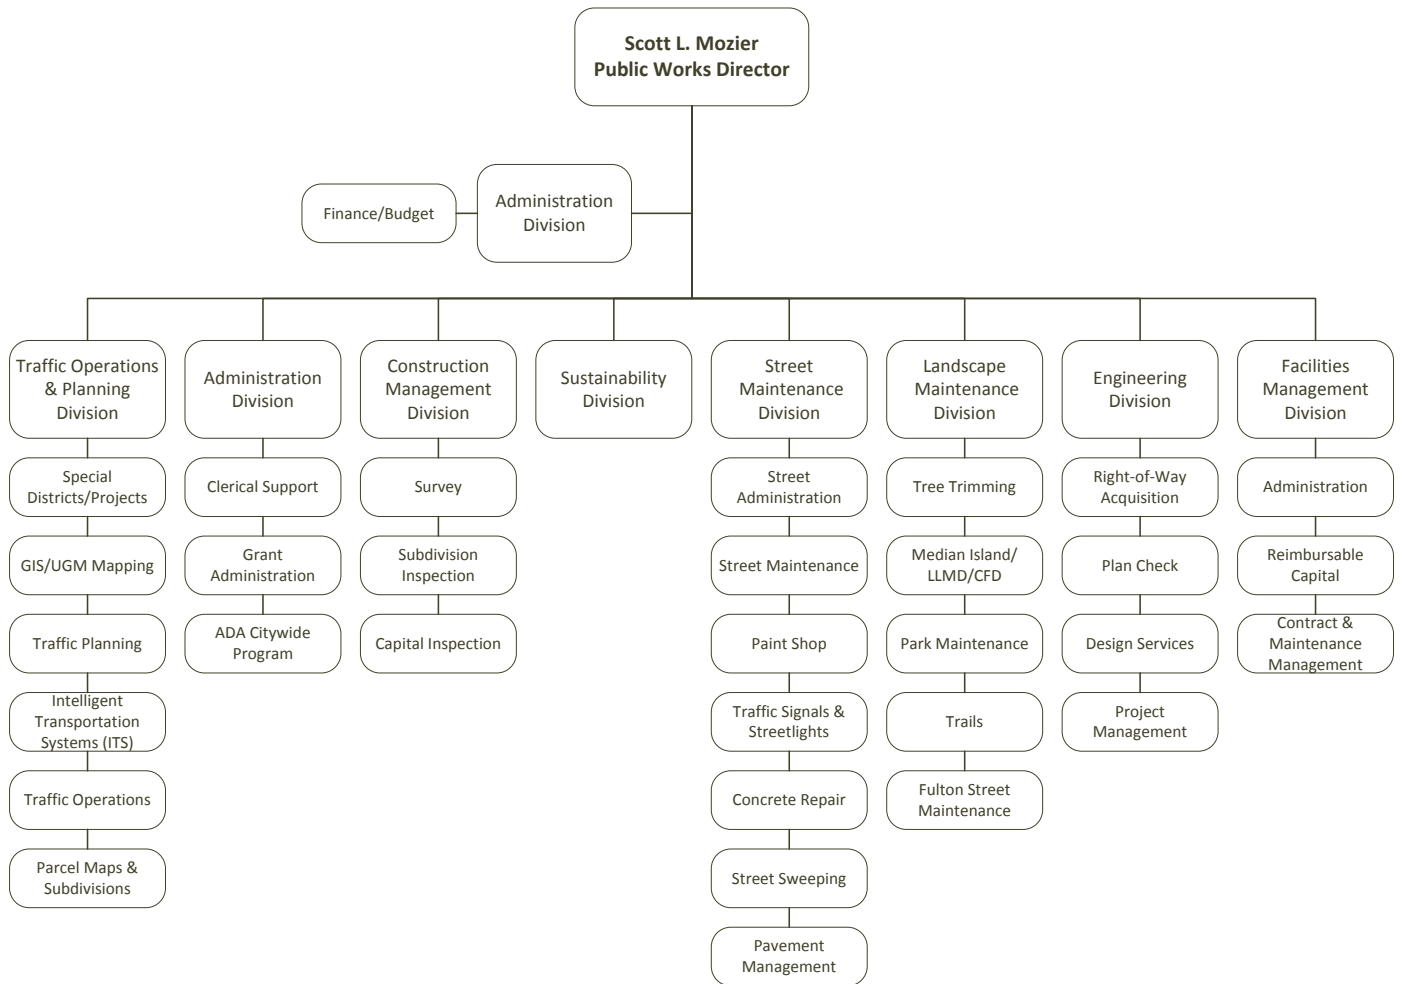 Scott L. Mozier
Public Works Director
Finance/Budget
Administration
Division
Traffic Operations
& Planning
Division
Special
Districts/Projects
GIS/UGM Mapping
Traffic Planning
Intelligent
Transportation
Systems (ITS)
Traffic Operations
Parcel Maps &
Subdivisions
Administration
Division
Clerical Support
Grant
Administration
ADA Citywide
Program
Construction
Management
Division
Survey
Subdivision
Inspection
Capital Inspection
Sustainability
Division
Street
Maintenance
Division
Street
Administration
Street Maintenance
Paint Shop
Traffic Signals &
Streetlights
Concrete Repair
Street Sweeping
Pavement
Management
Landscape
Maintenance
Division
Tree Trimming
Median Island/
LLMD/CFD
Park Maintenance
Trails
Fulton Street
Maintenance
Engineering
Division
Right-of-Way
Acquisition
Plan Check
Design Services
Project
Management
Facilities
Management
Division
Administration
Reimbursable
Capital
Contract &
Maintenance
Management